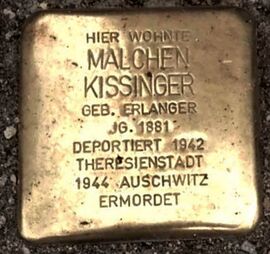 HIER WOHNTE
MALCHEN
KISSINGER
GEB. ERLANGER
JG. 1881
DEPORTIERT 1942
THERESIENSTADT
1944 AUSCHWITZ
ERMORDET